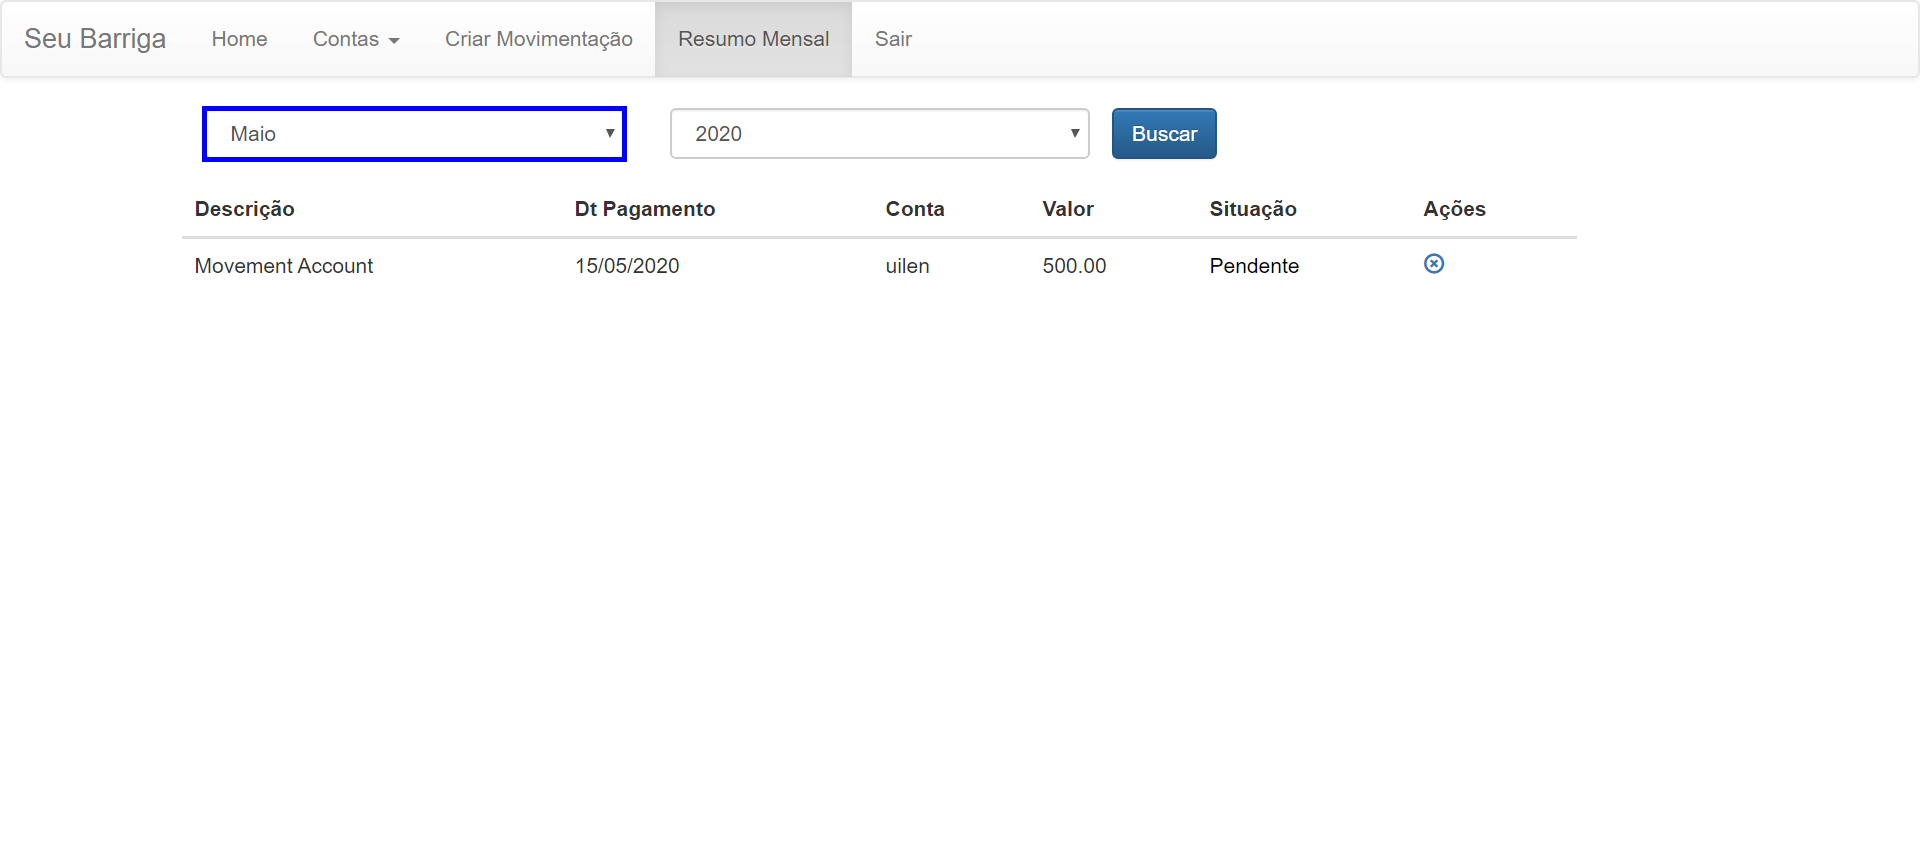 Seu Barriga Home Contas Criar Movimentação Resumo Mensal Sair
Maio 2020 Buscar
Descrição Dt Pagamento Conta Valor Situação Ações
Movement Account 15/05/2020 uilen 500.00 Pendente